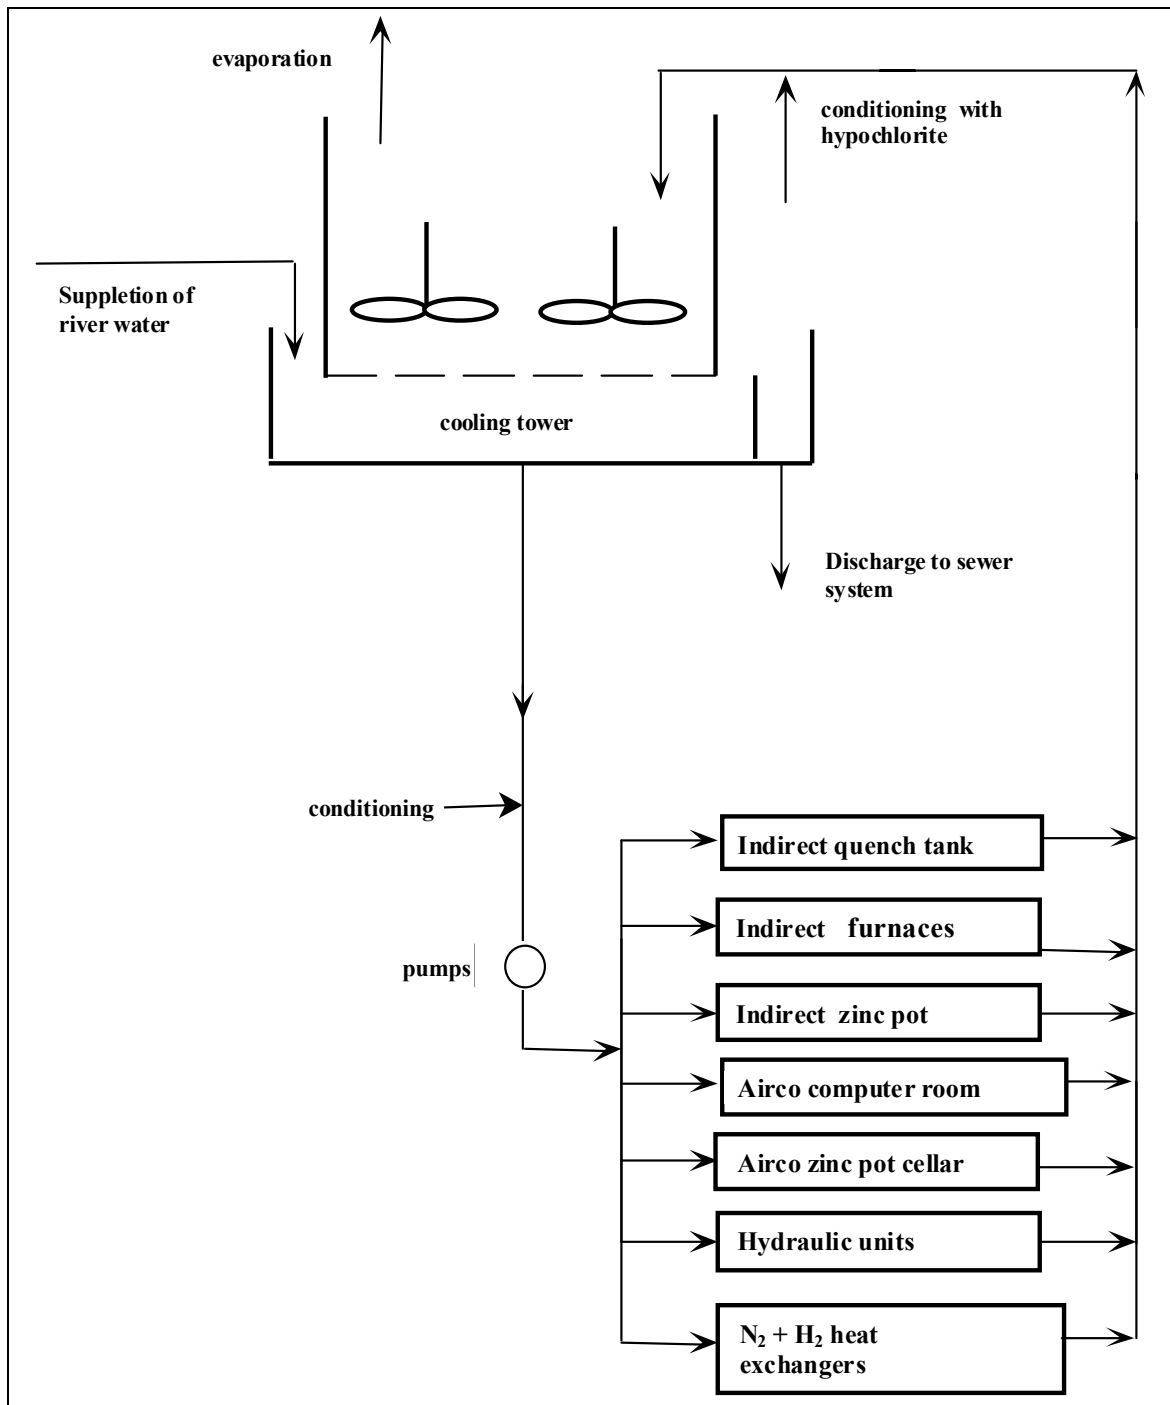 evaporation
conditioning with
hypochlorite
Suppletion of
river water
cooling tower
Discharge to sewer
system
conditioning
pumps
Indirect quench tank
Indirect furnaces
Indirect zinc pot
Airco computer room
Airco zinc pot cellar
Hydraulic units
N₂ + H₂ heat
exchangers